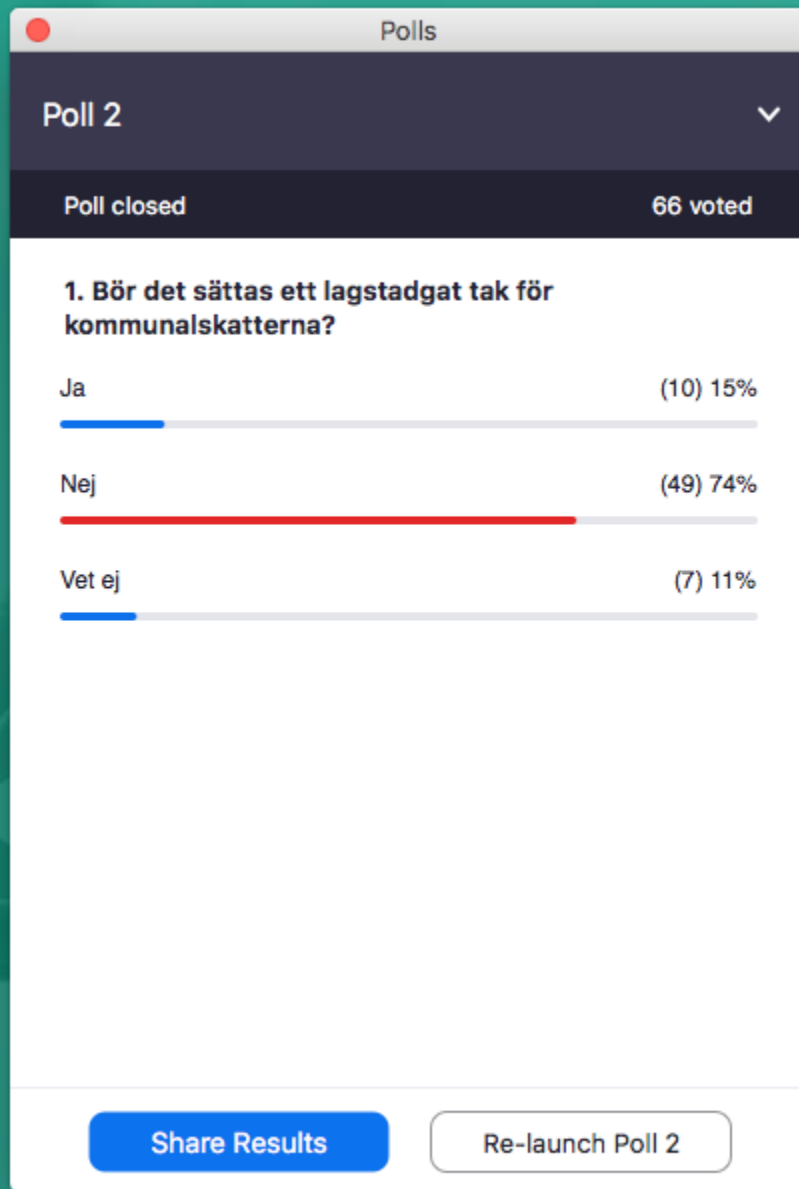 Polls
Poll 2
Poll closed 66 voted
1. Bör det sättas ett lagstadgat tak för
kommunalskatterna?
Ja (10) 15%
Nej (49) 74%
Vet ej (7) 11%
Share Results Re-launch Poll 2